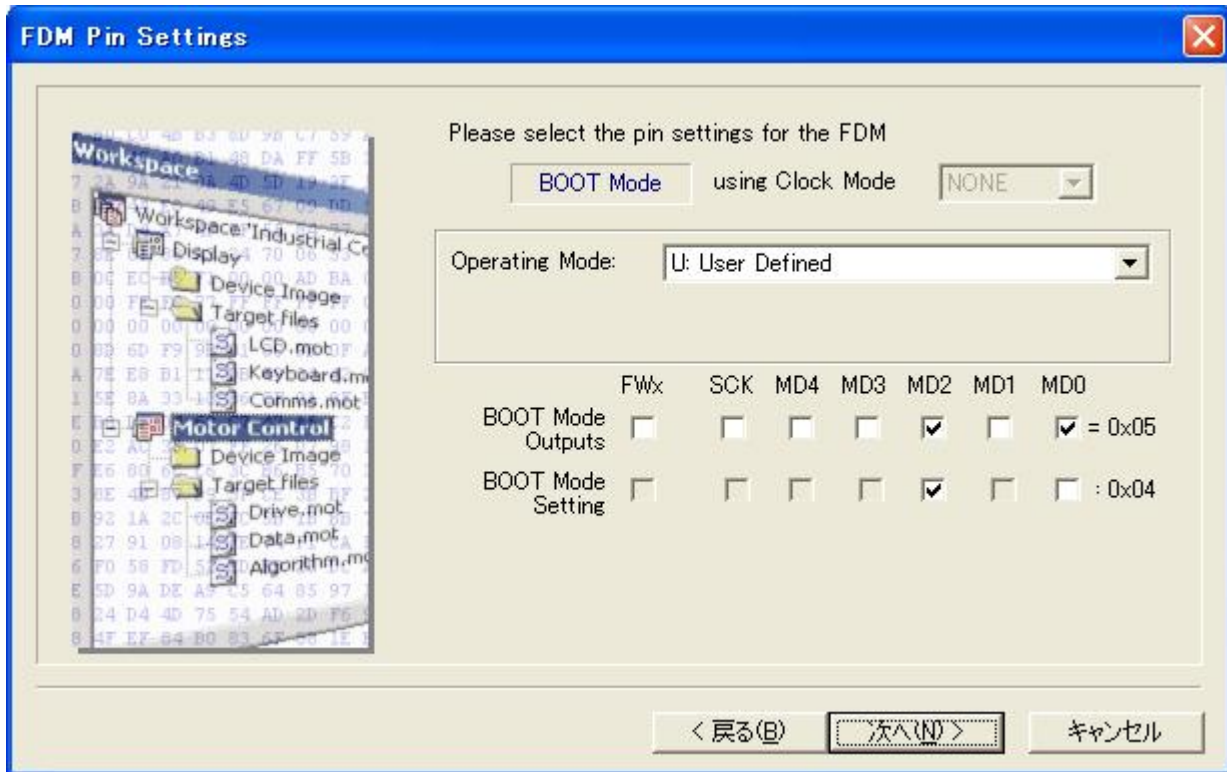 FDM Pin Settings
Workspace
Workspace 'Industrial Co
Display
Device Image
Target files
LCD.mot
Keyboard.m
Comms.mot
Motor Control
Device Image
Target files
Drive.mot
Data.mot
Algorithm.mo
Please select the pin settings for the FDM
BOOT Mode using Clock Mode NONE
Operating Mode: U: User Defined
FWx SCK MD4 MD3 MD2 MD1 MD0
BOOT Mode Outputs = 0x05
BOOT Mode Setting : 0x04
< 戻る(B) 次へ(N) > キャンセル